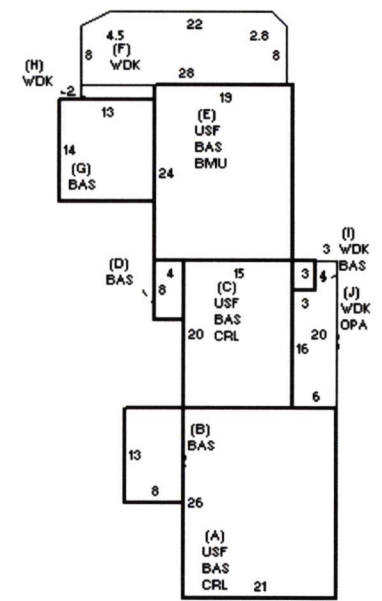 22
4.5
2.8
(F)
8
WDK
8
(H)
WDK
28
2
13
19
(E)
USF
BAS
BMU
14
(G)
BAS
24
(I)
3
WDK
BAS
(D)
BAS
4
15
3
4
(J)
WDK
OPA
8
(C)
USF
BAS
CRL
3
20
20
16
6
(B)
BAS
13
8
26
(A)
USF
BAS
CRL
21